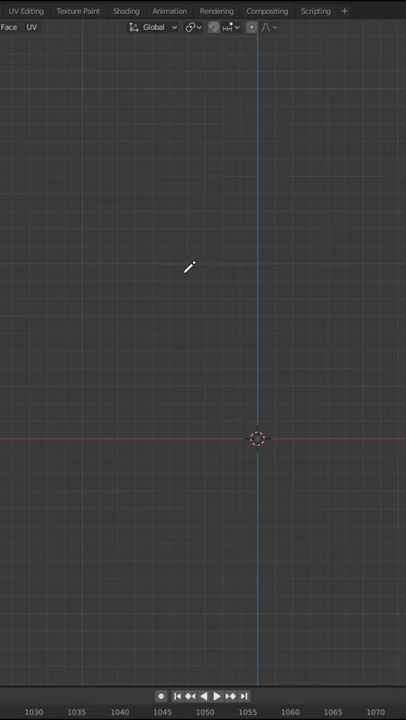 UV Editing Texture Paint Shading Animation Rendering Compositing Scripting +
Face UV Global
1030 1035 1040 1045 1050 1055 1060 1065 1070